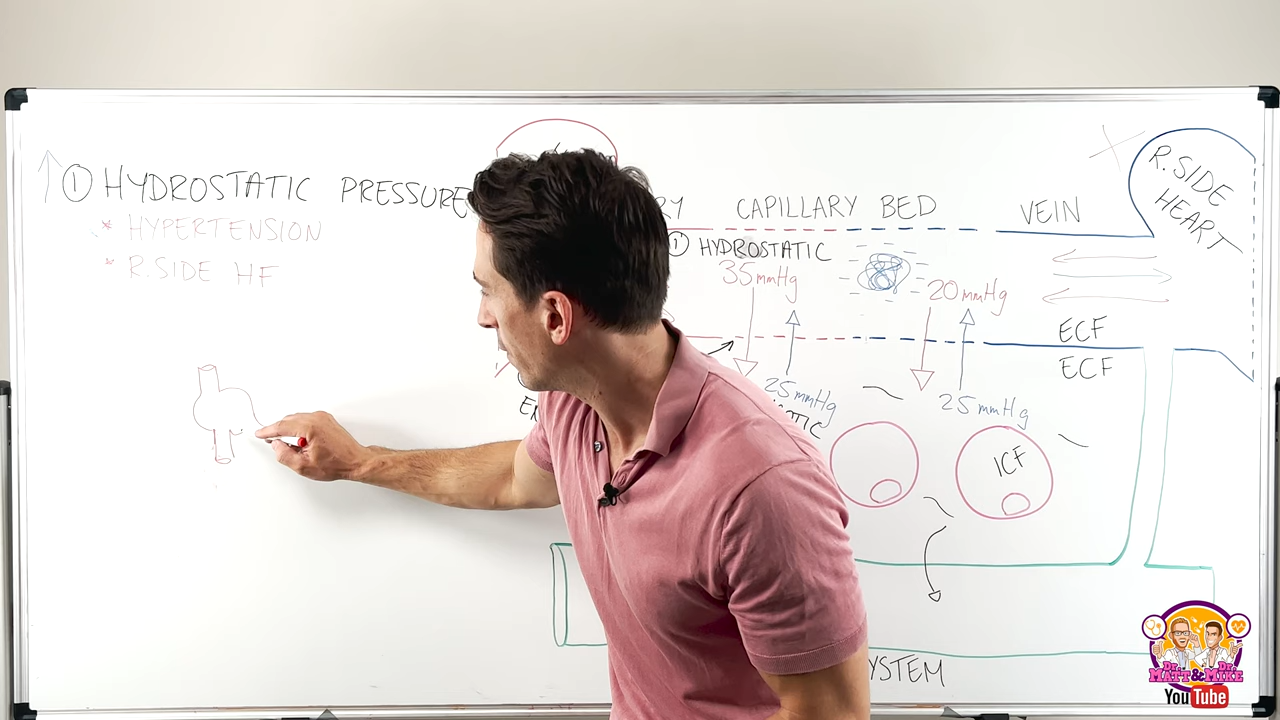 ↑ ① HYDROSTATIC PRESSURE
* HYPERTENSION
* R.SIDE HF
RY
CAPILLARY BED
VEIN
R.SIDE
HEART
① HYDROSTATIC
35mmHg
20mmHg
25mmHg
25mmHg
ECF
ECF
ICF
YSTEM
Dr. Dr.
MATT & MIKE
YouTube